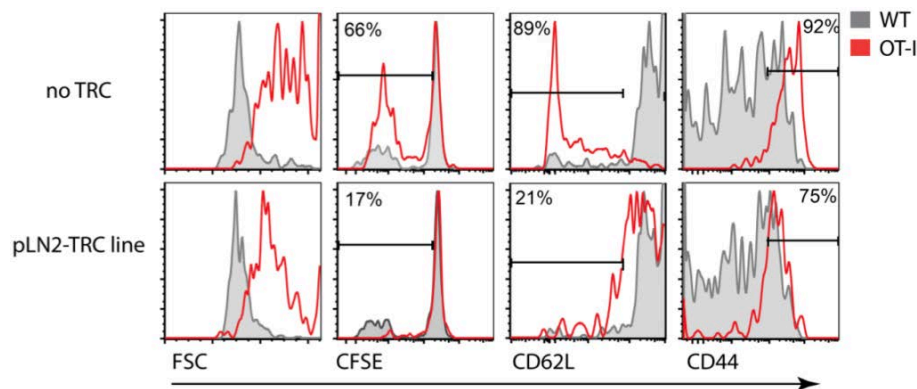 66%
89%
92%
WT
OT-I
no TRC
17%
21%
75%
pLN2-TRC line
FSC
CFSE
CD62L
CD44